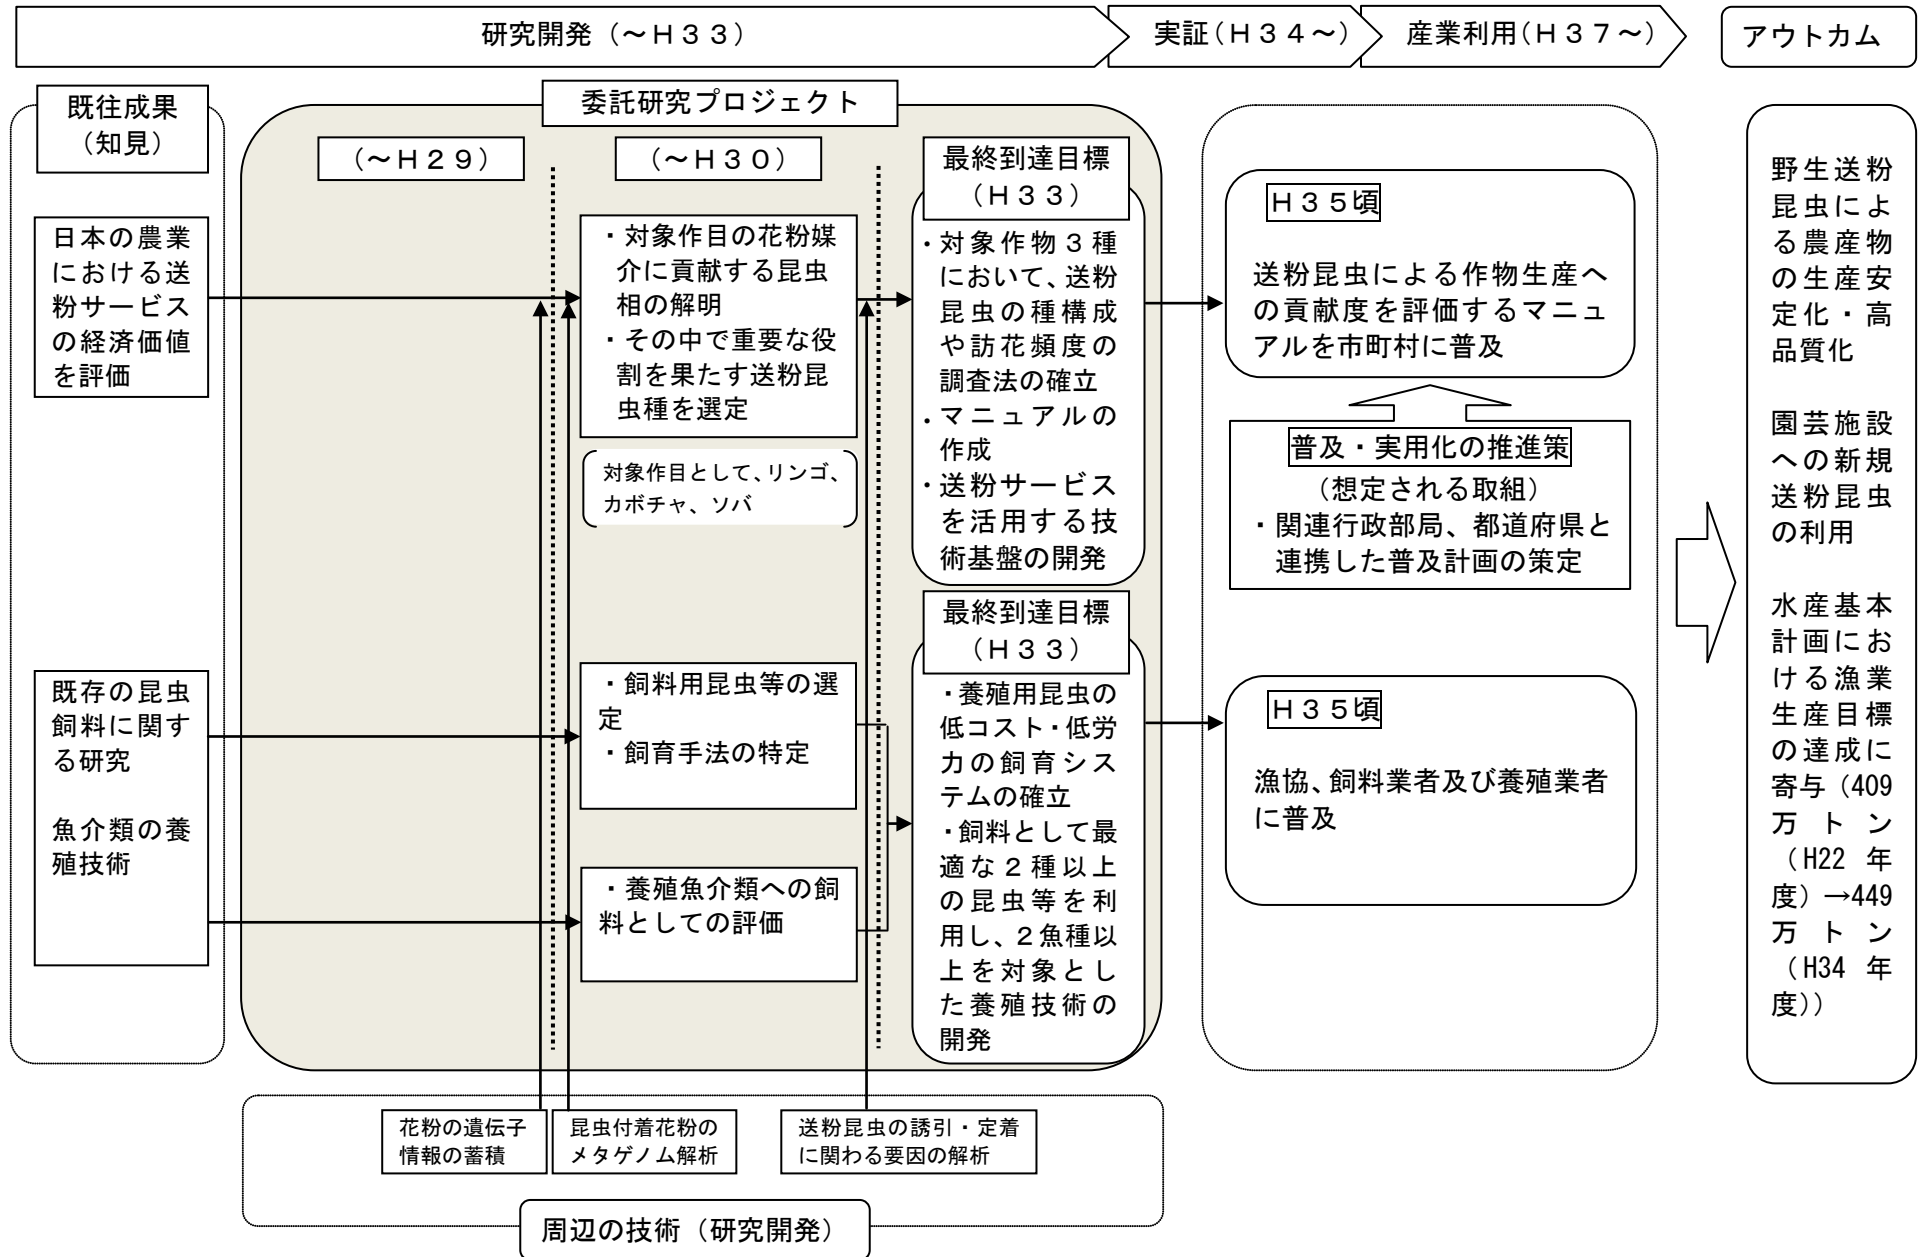 研究開発（～Ｈ３３）
実証（Ｈ３４～）
産業利用（Ｈ３７～）
アウトカム
既往成果
（知見）
日本の農業
における送
粉サービス
の経済価値
を評価
既存の昆虫
飼料に関す
る研究
魚介類の養
殖技術
委託研究プロジェクト
（～Ｈ２９）
（～Ｈ３０）
・対象作目の花粉媒
介に貢献する昆虫
相の解明
・その中で重要な役
割を果たす送粉昆
虫種を選定
対象作目として、リンゴ、
カボチャ、ソバ
・飼料用昆虫等の選
定
・飼育手法の特定
・養殖魚介類への飼
料としての評価
最終到達目標
（Ｈ３３）
・対象作物３種
において、送粉
昆虫の種構成
や訪花頻度の
調査法の確立
・マニュアルの
作成
・送粉サービス
を活用する技
術基盤の開発
最終到達目標
（Ｈ３３）
・養殖用昆虫の
低コスト・低労
力の飼育シス
テムの確立
・飼料として最
適な２種以上
の昆虫等を利
用し、２魚種以
上を対象とし
た養殖技術の
開発
Ｈ３５頃
送粉昆虫による作物生産へ
の貢献度を評価するマニュ
アルを市町村に普及
普及・実用化の推進策
（想定される取組）
・関連行政部局、都道府県と
連携した普及計画の策定
Ｈ３５頃
漁協、飼料業者及び養殖業者
に普及
野生送粉
昆虫によ
る農産物
の生産安
定化・高
品質化
園芸施設
への新規
送粉昆虫
の利用
水産基本
計画にお
ける漁業
生産目標
の達成に
寄与（409
万トン
（H22 年
度）→449
万トン
（H34 年
度））
花粉の遺伝子
情報の蓄積
昆虫付着花粉の
メタゲノム解析
送粉昆虫の誘引・定着
に関わる要因の解析
周辺の技術（研究開発）